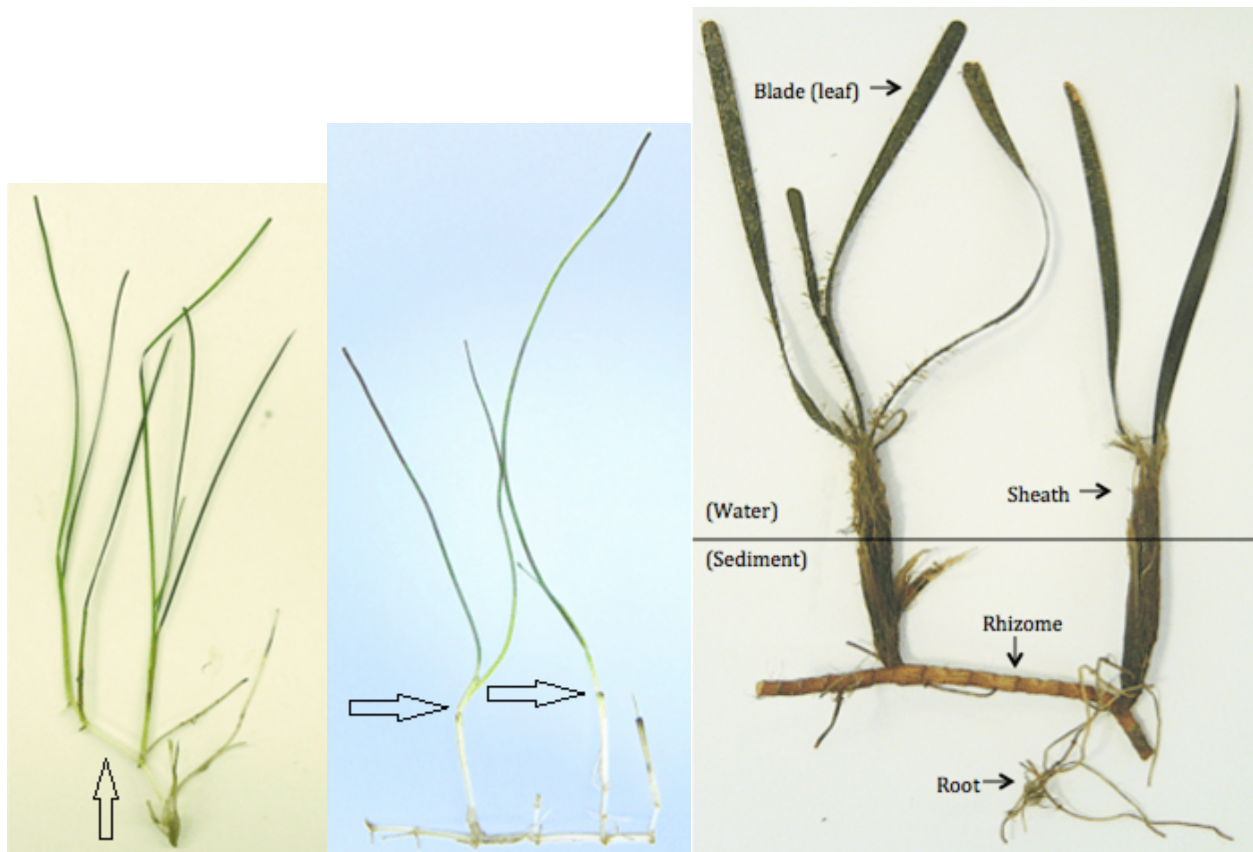 Blade (leaf)
Sheath
(Water)
(Sediment)
Rhizome
Root